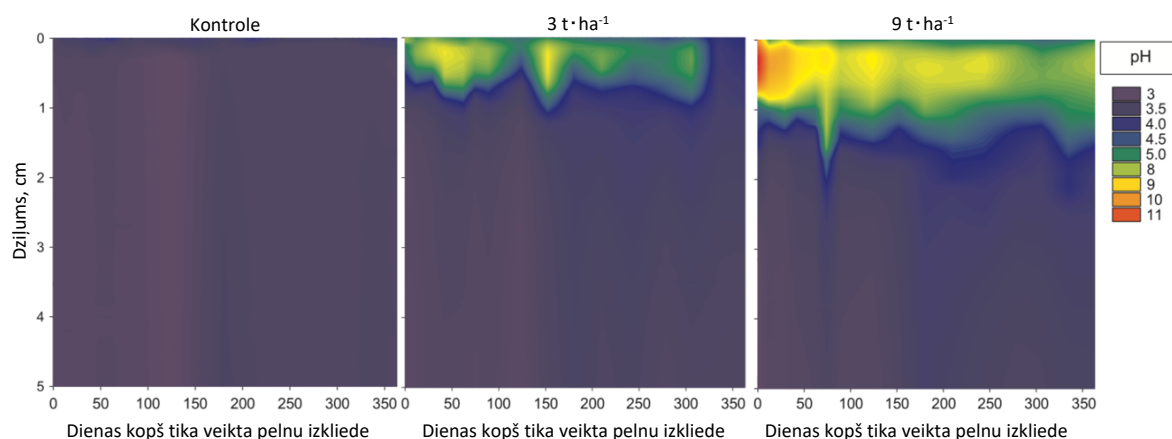 Kontrole
3 t·ha⁻¹
9 t·ha⁻¹
pH
3
3.5
4.0
4.5
5.0
8
9
10
11
Dziļums, cm
0
1
2
3
4
5
0 50 100 150 200 250 300 350
0 50 100 150 200 250 300 350
0 50 100 150 200 250 300 350
Dienas kopš tika veikta pelnu izkliede
Dienas kopš tika veikta pelnu izkliede
Dienas kopš tika veikta pelnu izkliede